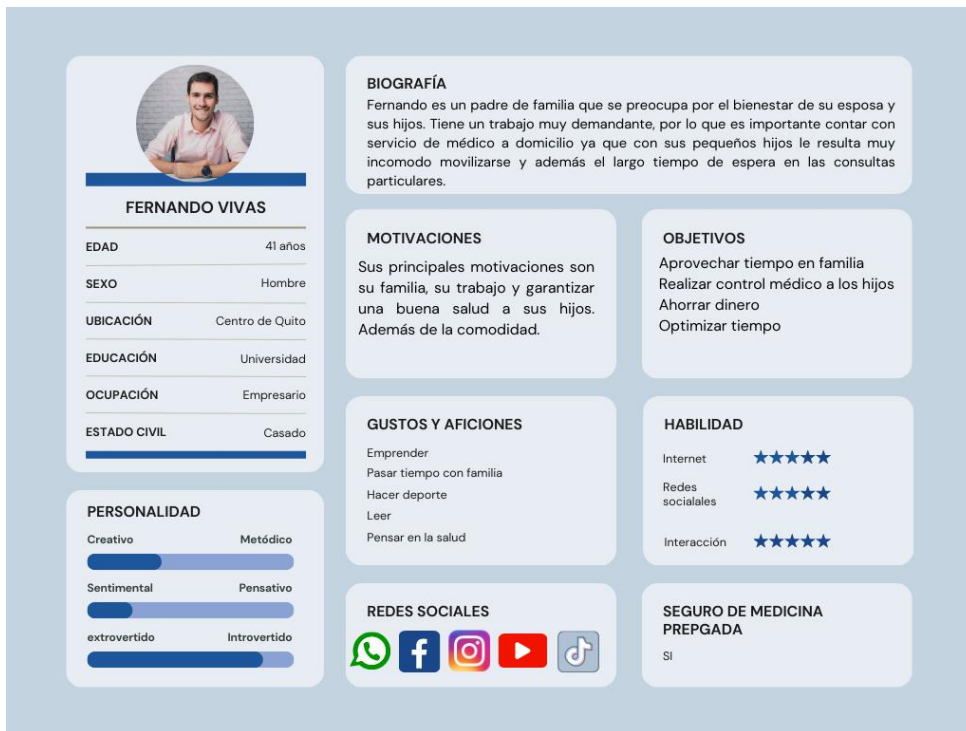 FERNANDO VIVAS
EDAD 41 años
SEXO Hombre
UBICACIÓN Centro de Quito
EDUCACIÓN Universidad
OCUPACIÓN Empresario
ESTADO CIVIL Casado
PERSONALIDAD
Creativo Metódico
Sentimental Pensativo
extrovertido Introvertido
BIOGRAFÍA
Fernando es un padre de familia que se preocupa por el bienestar de su esposa y
sus hijos. Tiene un trabajo muy demandante, por lo que es importante contar con
servicio de médico a domicilio ya que con sus pequeños hijos le resulta muy
incomodo movilizarse y además el largo tiempo de espera en las consultas
particulares.
MOTIVACIONES
Sus principales motivaciones son
su familia, su trabajo y garantizar
una buena salud a sus hijos.
Además de la comodidad.
OBJETIVOS
Aprovechar tiempo en familia
Realizar control médico a los hijos
Ahorrar dinero
Optimizar tiempo
GUSTOS Y AFICIONES
Emprender
Pasar tiempo con familia
Hacer deporte
Leer
Pensar en la salud
HABILIDAD
Internet
Redes
socialales
Interacción
REDES SOCIALES
SEGURO DE MEDICINA
PREPGADA
SI